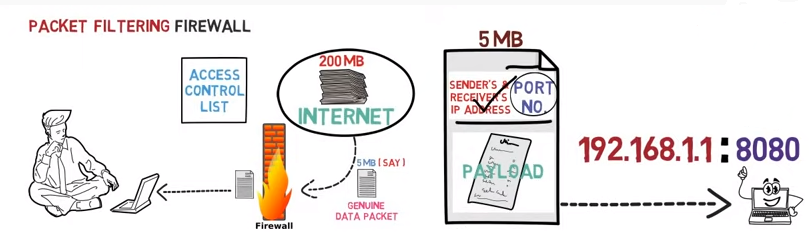 PACKET FILTERING FIREWALL
ACCESS
CONTROL
LIST
200 MB
INTERNET
5 MB (SAY)
GENUINE
DATA PACKET
Firewall
5 MB
SENDER'S &
RECEIVER'S
IP ADDRESS
PORT
NO.
PAYLOAD
192.168.1.1:8080